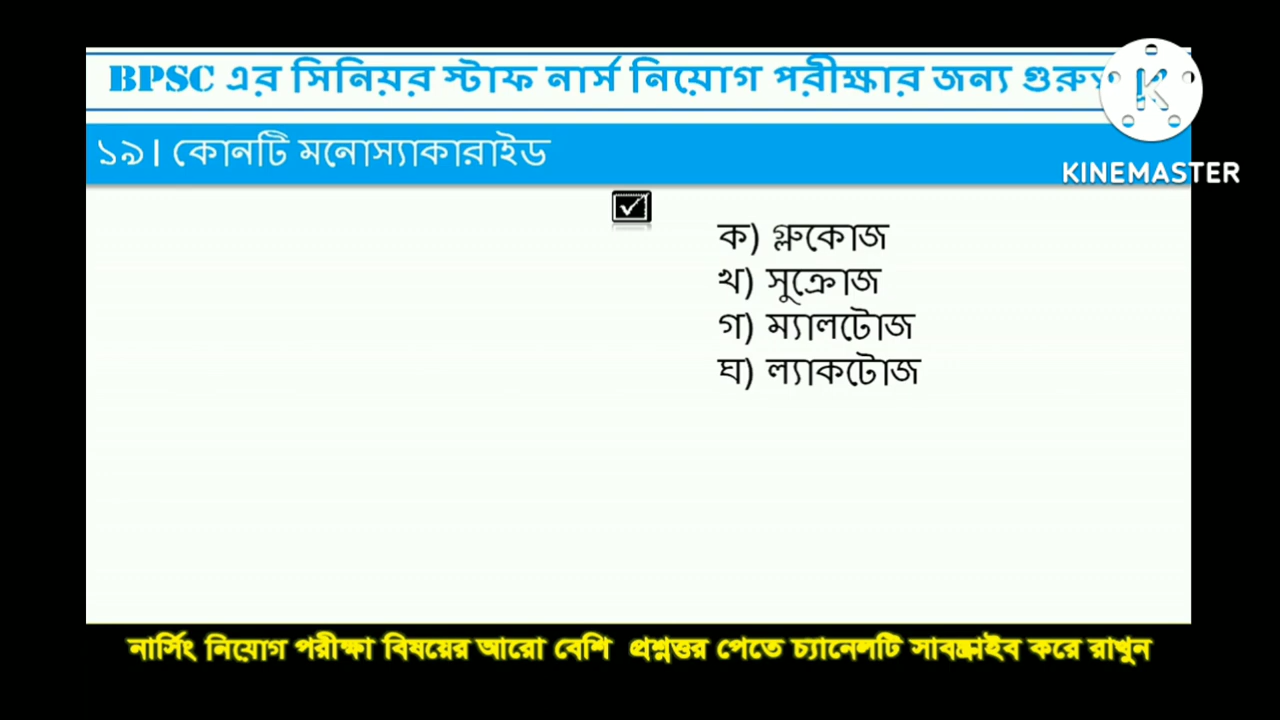 BPSC এর সিনিয়র স্টাফ নার্স নিয়োগ পরীক্ষার জন্য
KINEMASTER
১৯। কোনটি মনোস্যাকারাইড
ক) গ্লুকোজ
খ) সুক্রোজ
গ) ম্যালটোজ
ঘ) ল্যাকটোজ
নার্সিং নিয়োগ পরীক্ষা বিষয়ের আরো বেশি প্রশ্নত্তর পেতে চ্যানেলটি সাবস্ক্রাইব করে রাখুন